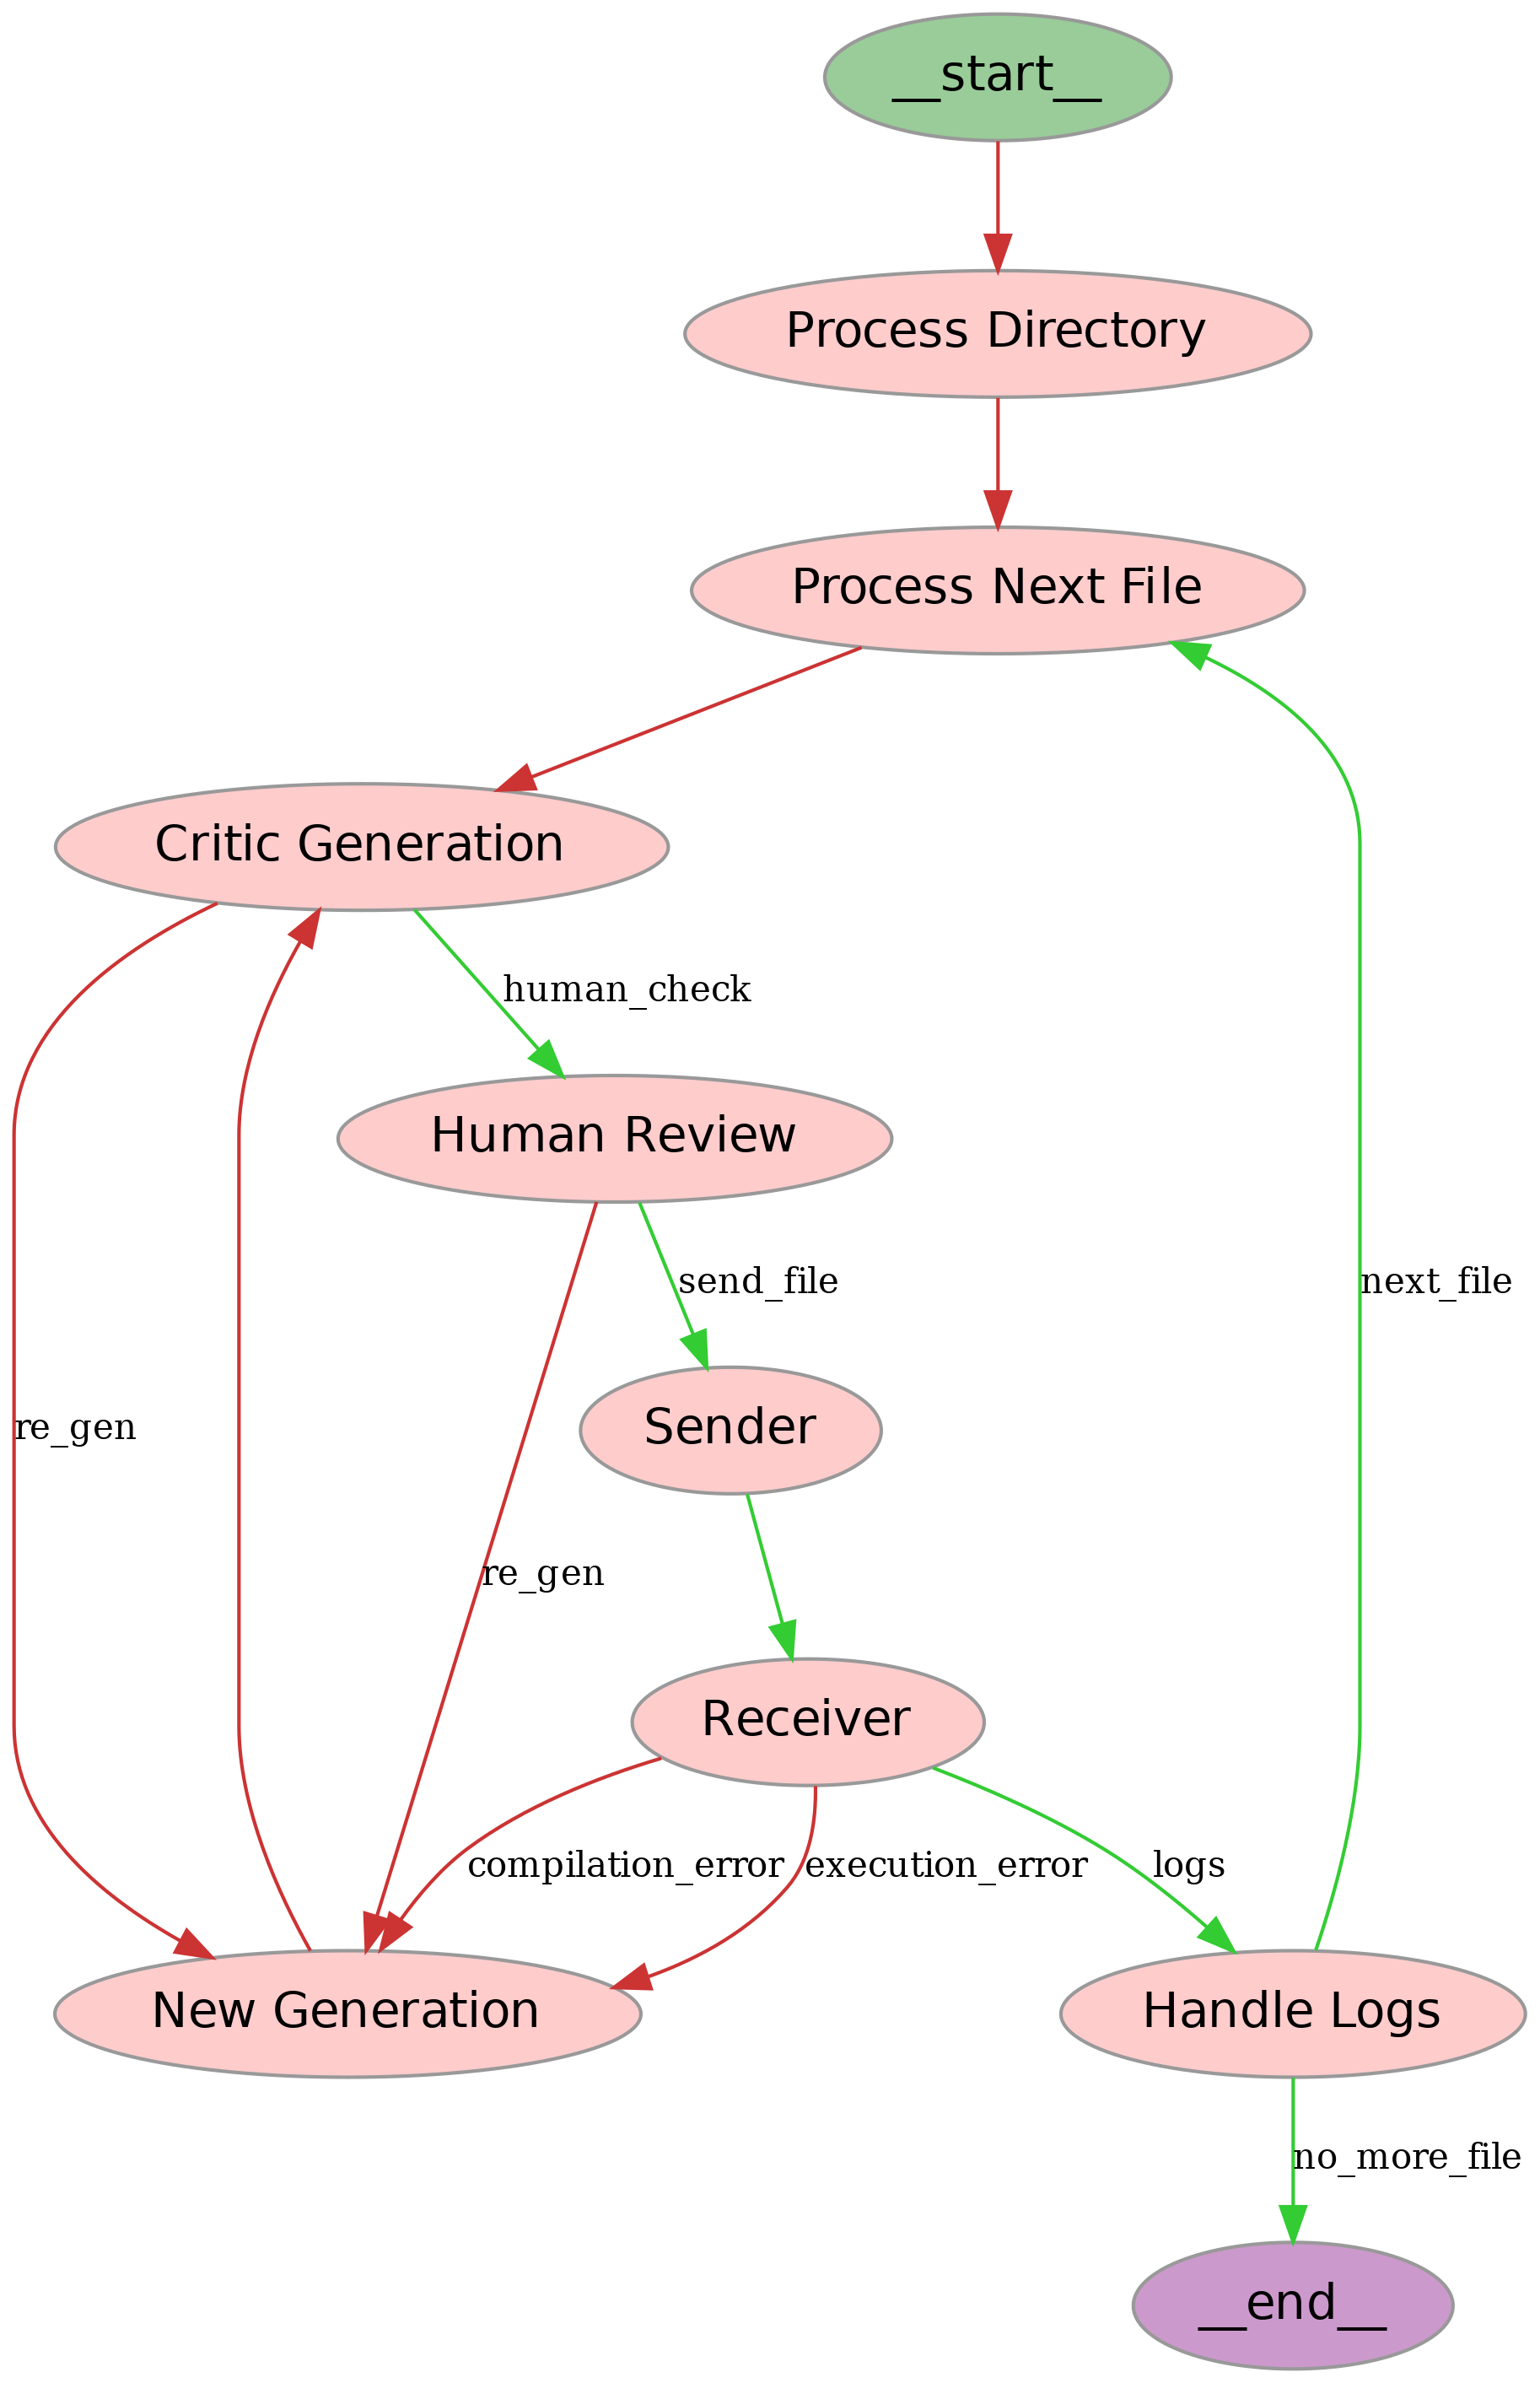 __start__
Process Directory
Process Next File
Critic Generation
human_check
Human Review
send_file
next_file
re_gen
Sender
re_gen
Receiver
compilation_error
execution_error
logs
New Generation
Handle Logs
no_more_file
__end__